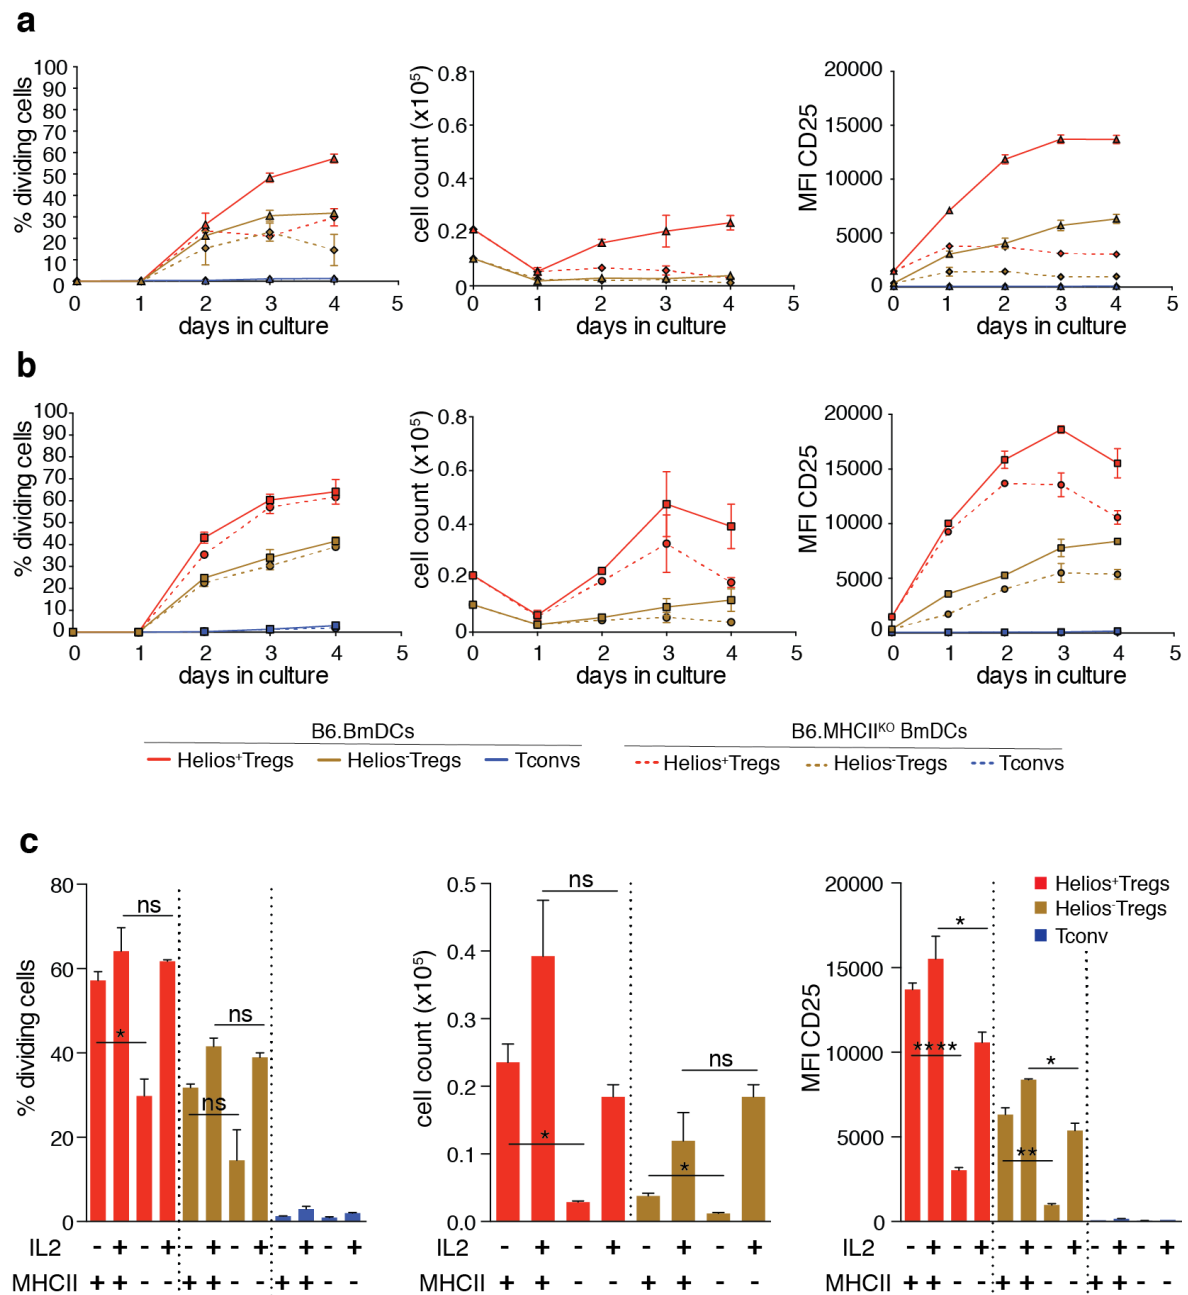 a
% dividing cells
100
90
80
70
60
50
40
30
20
10
0
0 1 2 3 4 5
days in culture
cell count (x10⁵)
0.8
0.6
0.4
0.2
0
0 1 2 3 4 5
days in culture
MFI CD25
20000
15000
10000
5000
0
0 1 2 3 4 5
days in culture
b
% dividing cells
100
90
80
70
60
50
40
30
20
10
0
0 1 2 3 4 5
days in culture
cell count (x10⁵)
0.8
0.6
0.4
0.2
0
0 1 2 3 4 5
days in culture
MFI CD25
20000
15000
10000
5000
0
0 1 2 3 4 5
days in culture
B6.BmDCs
Helios⁺Tregs Helios⁻Tregs Tconvs
B6.MHCIIᴷᴼ BmDCs
Helios⁺Tregs Helios⁻Tregs Tconvs
c
% dividing cells
80
60
40
20
0
ns
*
ns
ns
IL2 - + - + - + - + - + - +
MHCII + + - - + + - - + + - -
cell count (x10⁵)
0.5
0.4
0.3
0.2
0.1
0.0
ns
*
ns
*
IL2 - + - + - + - +
MHCII + + - - + + - -
MFI CD25
20000
15000
10000
5000
0
*
****
*
**
Helios⁺Tregs
Helios⁻Tregs
Tconv
- + - + - + - + - + - +
+ + - - + + - - + + - -